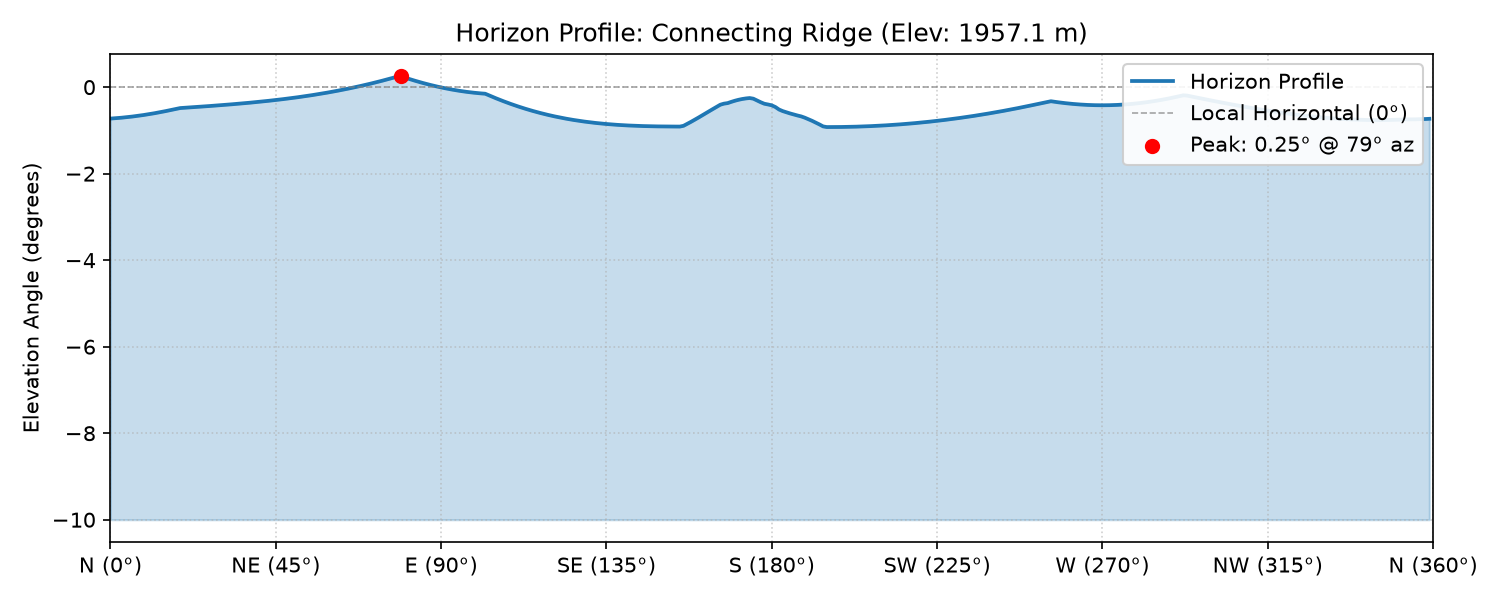 Horizon Profile: Connecting Ridge (Elev: 1957.1 m)
Elevation Angle (degrees)
0
−2
−4
−6
−8
−10
Horizon Profile
Local Horizontal (0°)
Peak: 0.25° @ 79° az
N (0°) NE (45°) E (90°) SE (135°) S (180°) SW (225°) W (270°) NW (315°) N (360°)